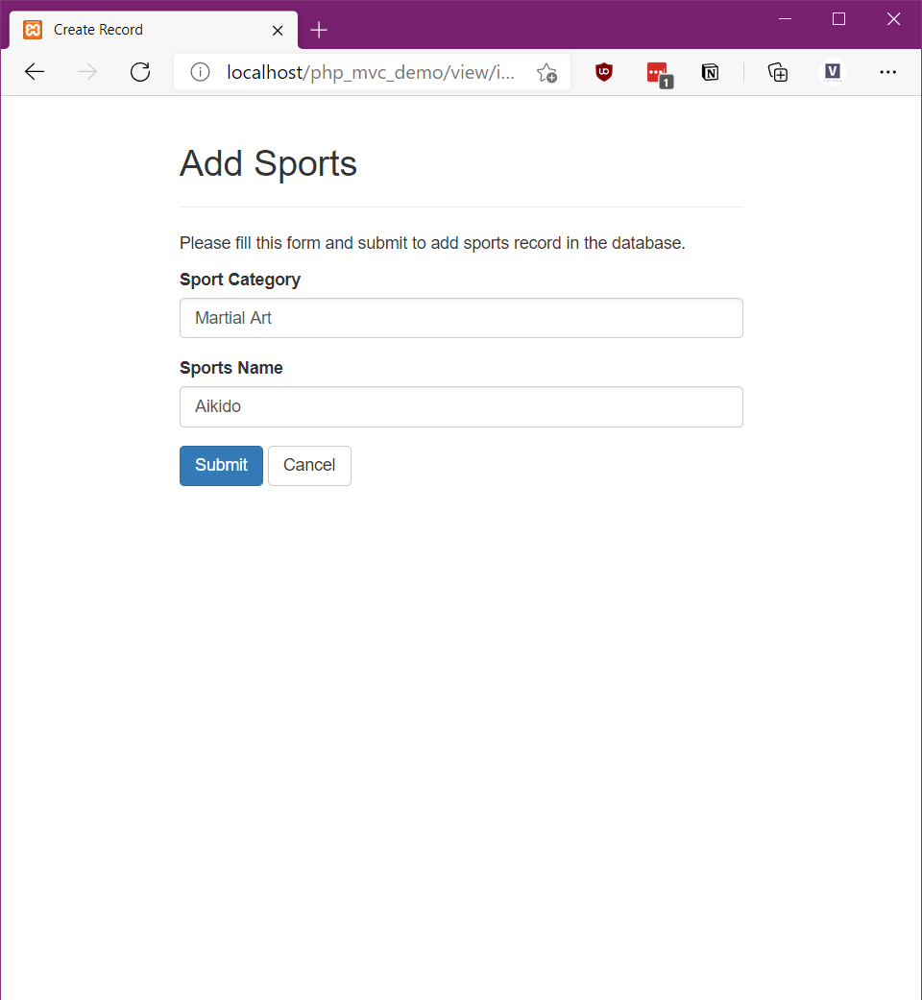 Create Record
localhost/php_mvc_demo/view/i...
1
Add Sports
Please fill this form and submit to add sports record in the database.
Sport Category
Martial Art
Sports Name
Aikido
Submit Cancel